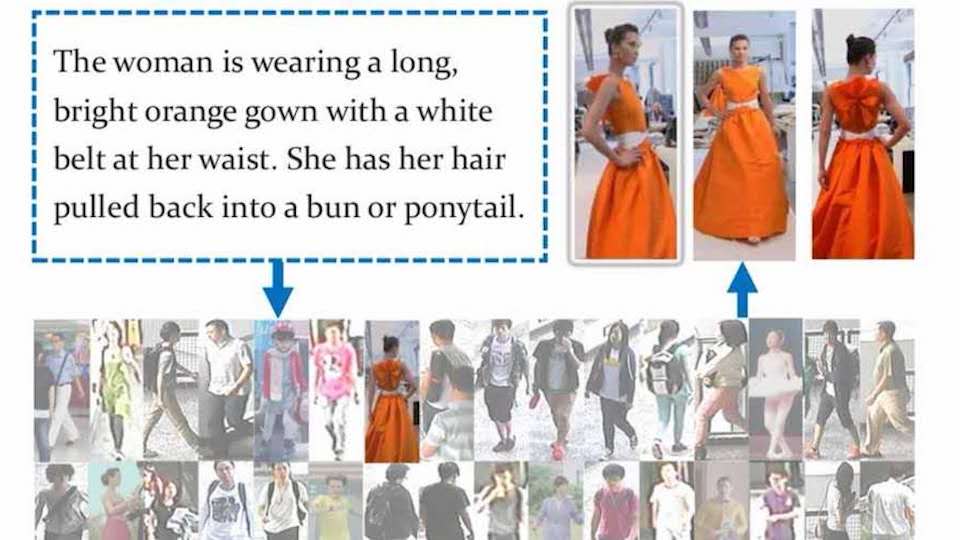 The woman is wearing a long,
bright orange gown with a white
belt at her waist. She has her hair
pulled back into a bun or ponytail.